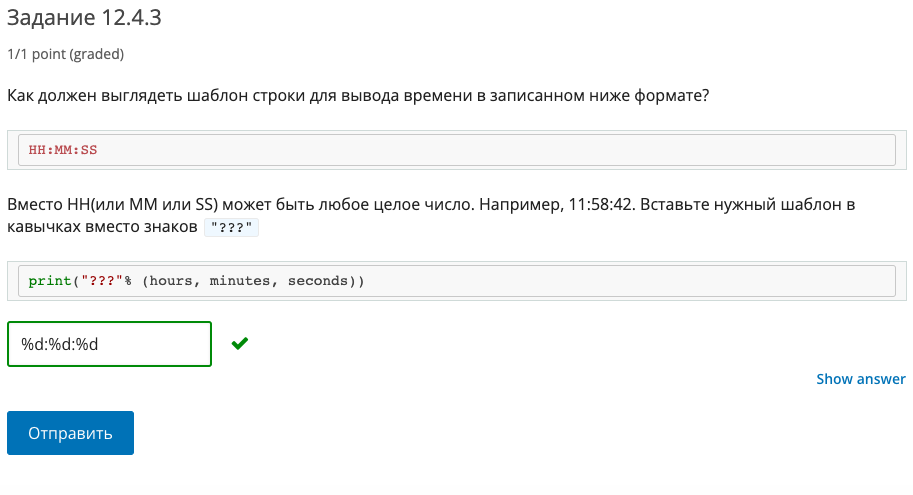 Задание 12.4.3
1/1 point (graded)
Как должен выглядеть шаблон строки для вывода времени в записанном ниже формате?
HH:MM:SS
Вместо HH(или MM или SS) может быть любое целое число. Например, 11:58:42. Вставьте нужный шаблон в
кавычках вместо знаков "???"
print("???"% (hours, minutes, seconds))
%d:%d:%d
Show answer
Отправить